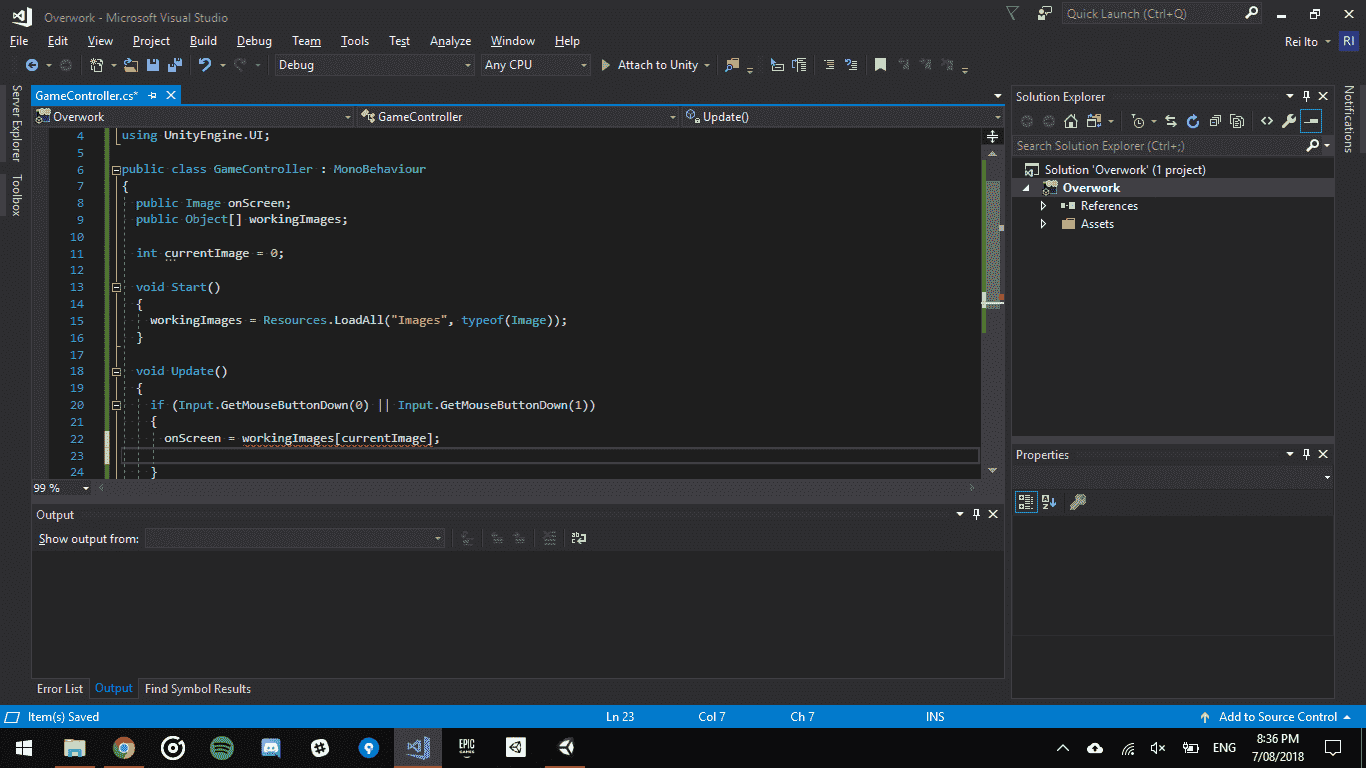 Overwork - Microsoft Visual Studio
Quick Launch (Ctrl+Q)
File Edit View Project Build Debug Team Tools Test Analyze Window Help
Rei Ito RI
Debug Any CPU Attach to Unity
Server Explorer
Toolbox
GameController.cs*
Overwork GameController Update()
4 using UnityEngine.UI;
5
6 public class GameController : MonoBehaviour
7 {
8 public Image onScreen;
9 public Object[] workingImages;
10
11 int currentImage = 0;
12
13 void Start()
14 {
15 workingImages = Resources.LoadAll("Images", typeof(Image));
16 }
17
18 void Update()
19 {
20 if (Input.GetMouseButtonDown(0) || Input.GetMouseButtonDown(1))
21 {
22 onScreen = workingImages[currentImage];
23
24 }
99 %
Output
Show output from:
Error List Output Find Symbol Results
Solution Explorer
Search Solution Explorer (Ctrl+;)
Solution 'Overwork' (1 project)
Overwork
References
Assets
Properties
Notifications
Item(s) Saved Ln 23 Col 7 Ch 7 INS Add to Source Control
EPIC
GAMES
ENG
8:36 PM
7/08/2018